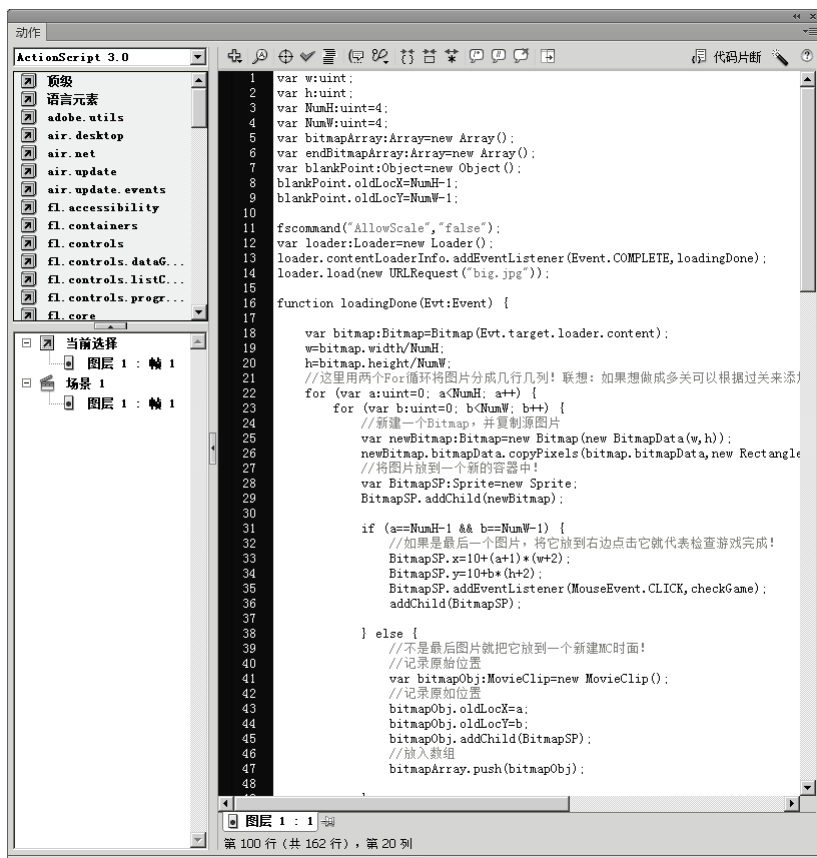 动作
ActionScript 3.0
代码片断
顶级
语言元素
adobe.utils
air.desktop
air.net
air.update
air.update.events
fl.accessibility
fl.containers
fl.controls
fl.controls.dataG...
fl.controls.listC...
fl.controls.progr...
fl.core
当前选择
图层 1 : 帧 1
场景 1
图层 1 : 帧 1
1 var w:uint;
2 var h:uint;
3 var NumH:uint=4;
4 var NumW:uint=4;
5 var bitmapArray:Array=new Array();
6 var endBitmapArray:Array=new Array();
7 var blankPoint:Object=new Object();
8 blankPoint.oldLocX=NumH-1;
9 blankPoint.oldLocY=NumW-1;
10
11 fscommand("AllowScale","false");
12 var loader:Loader=new Loader();
13 loader.contentLoaderInfo.addEventListener(Event.COMPLETE,loadingDone);
14 loader.load(new URLRequest("big.jpg"));
15
16 function loadingDone(Evt:Event) {
17
18 var bitmap:Bitmap=Bitmap(Evt.target.loader.content);
19 w=bitmap.width/NumH;
20 h=bitmap.height/NumW;
21 //这里用两个For循环将图片分成几行几列！联想：如果想做成多关可以根据过关来添加
22 for (var a:uint=0; a<NumH; a++) {
23 for (var b:uint=0; b<NumW; b++) {
24 //新建一个Bitmap，并复制源图片
25 var newBitmap:Bitmap=new Bitmap(new BitmapData(w,h));
26 newBitmap.bitmapData.copyPixels(bitmap.bitmapData,new Rectangle
27 //将图片放到一个新的容器中！
28 var BitmapSP:Sprite=new Sprite;
29 BitmapSP.addChild(newBitmap);
30
31 if (a==NumH-1 && b==NumW-1) {
32 //如果是最后一个图片，将它放到右边点击它就代表检查游戏完成！
33 BitmapSP.x=10+(a+1)*(w+2);
34 BitmapSP.y=10+b*(h+2);
35 BitmapSP.addEventListener(MouseEvent.CLICK,checkGame);
36 addChild(BitmapSP);
37
38 } else {
39 //不是最后图片就把它放到一个新建MC时面！
40 //记录原始位置
41 var bitmapObj:MovieClip=new MovieClip();
42 //记录原如位置
43 bitmapObj.oldLocX=a;
44 bitmapObj.oldLocY=b;
45 bitmapObj.addChild(BitmapSP);
46 //放入数组
47 bitmapArray.push(bitmapObj);
48
图层 1 : 1
第 100 行（共 162 行），第 20 列